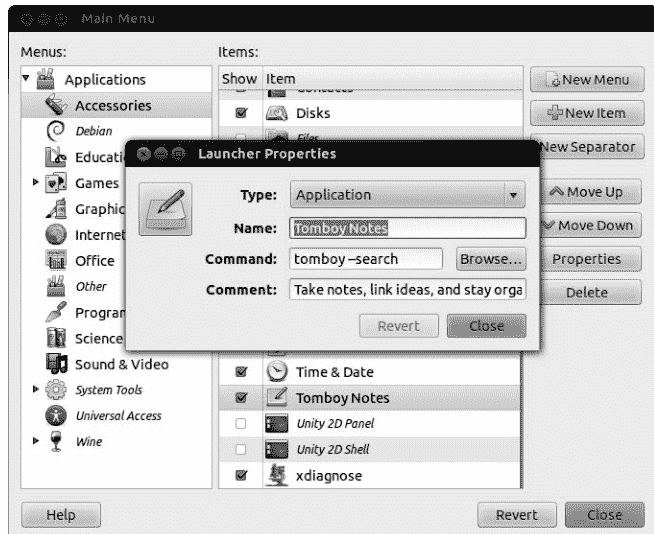 Main Menu
Menus:
Items:
Applications
Accessories
Debian
Educati
Games
Graphic
Internet
Office
Other
Program
Science
Sound & Video
System Tools
Universal Access
Wine
Show Item
Contacts
Disks
Files
Time & Date
Tomboy Notes
Unity 2D Panel
Unity 2D Shell
xdiagnose
New Menu
New Item
New Separator
Move Up
Move Down
Properties
Delete
Launcher Properties
Type: Application
Name: Tomboy Notes
Command: tomboy –search Browse...
Comment: Take notes, link ideas, and stay orga
Revert Close
Help Revert Close